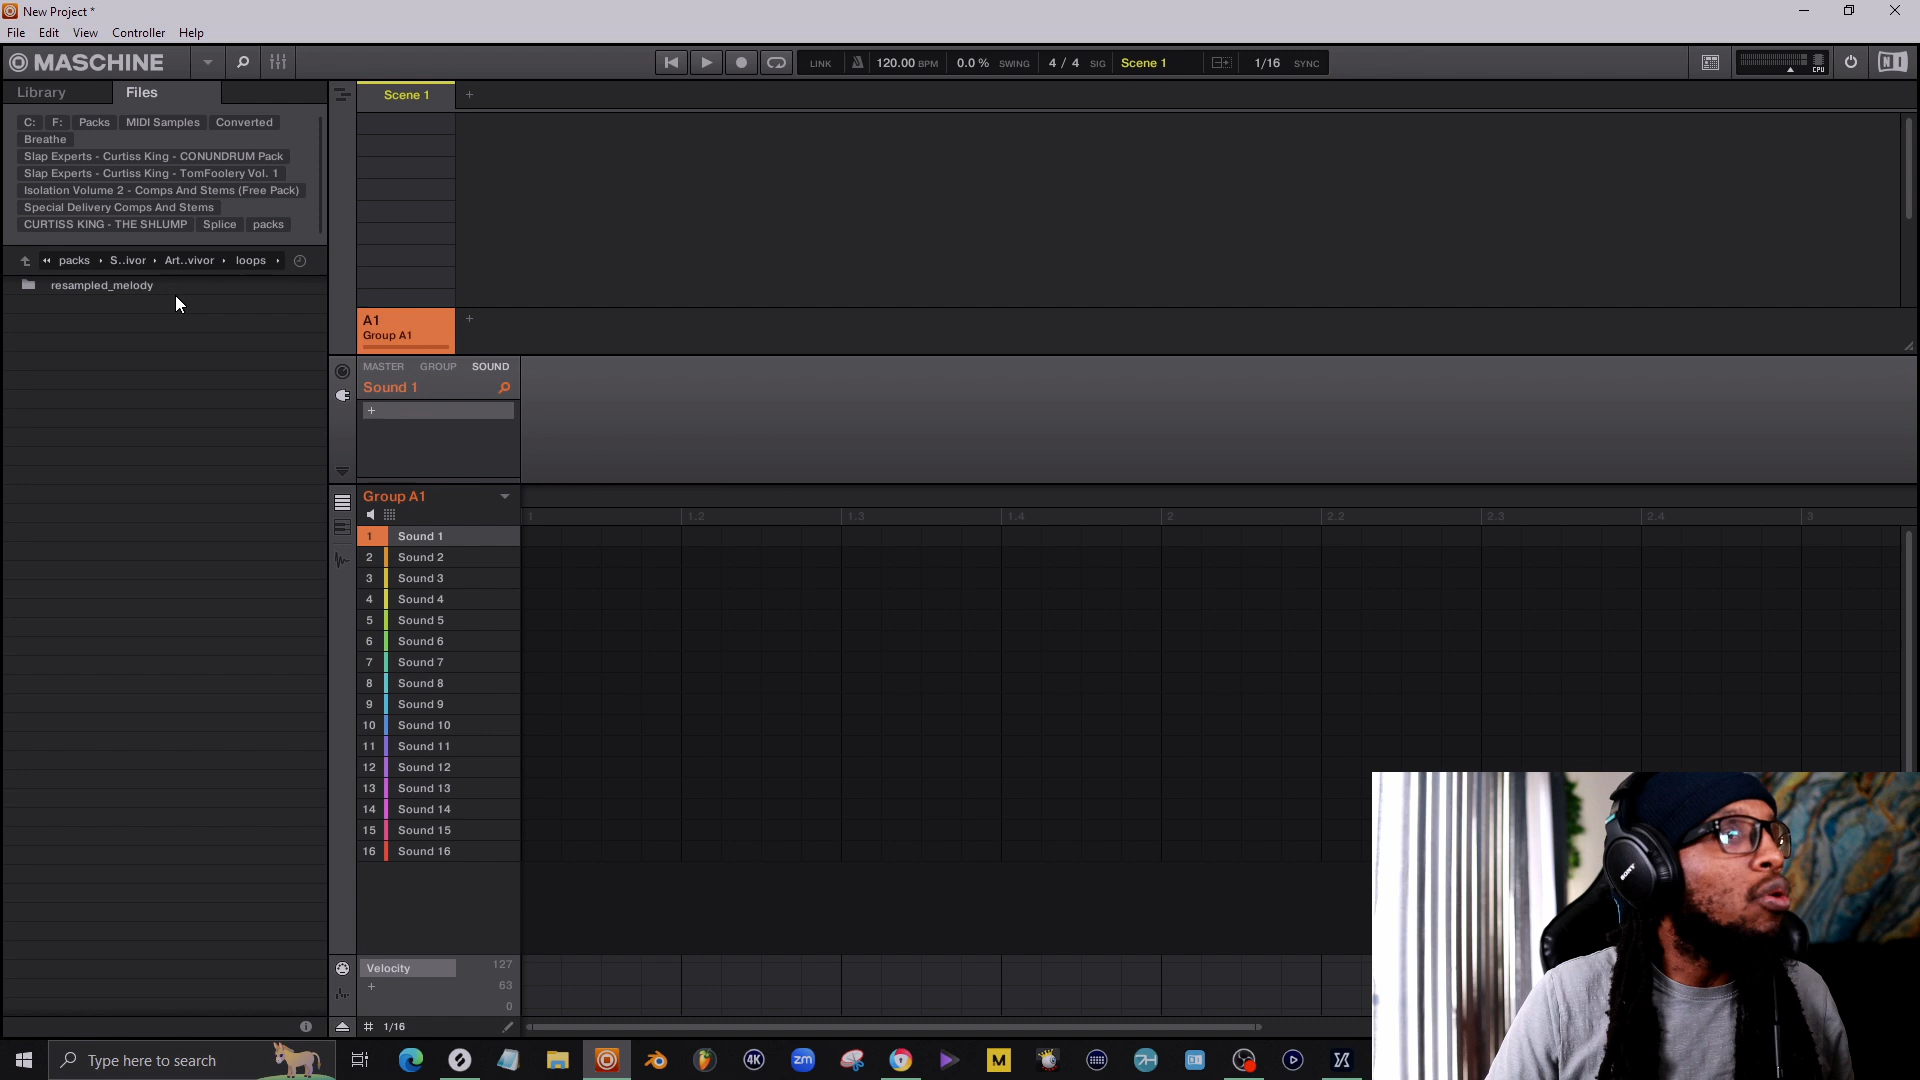 New Project *
File Edit View Controller Help
MASCHINE
LINK 120.00 BPM 0.0 % SWING 4 / 4 SIG Scene 1 1/16 SYNC
CPU
Library Files
Scene 1 +
C: F: Packs MIDI Samples Converted
Breathe
Slap Experts - Curtiss King - CONUNDRUM Pack
Slap Experts - Curtiss King - TomFoolery Vol. 1
Isolation Volume 2 - Comps And Stems (Free Pack)
Special Delivery Comps And Stems
CURTISS KING - THE SHLUMP Splice packs
packs S..ivor Art..vivor loops
resampled_melody
A1
Group A1
+
MASTER GROUP SOUND
Sound 1
+
Group A1
1 1.2 1.3 1.4 2 2.2 2.3 2.4 3
1 Sound 1
2 Sound 2
3 Sound 3
4 Sound 4
5 Sound 5
6 Sound 6
7 Sound 7
8 Sound 8
9 Sound 9
10 Sound 10
11 Sound 11
12 Sound 12
13 Sound 13
14 Sound 14
15 Sound 15
16 Sound 16
Velocity 127
+ 63
0
# 1/16
SONY
Type here to search
4K zm M